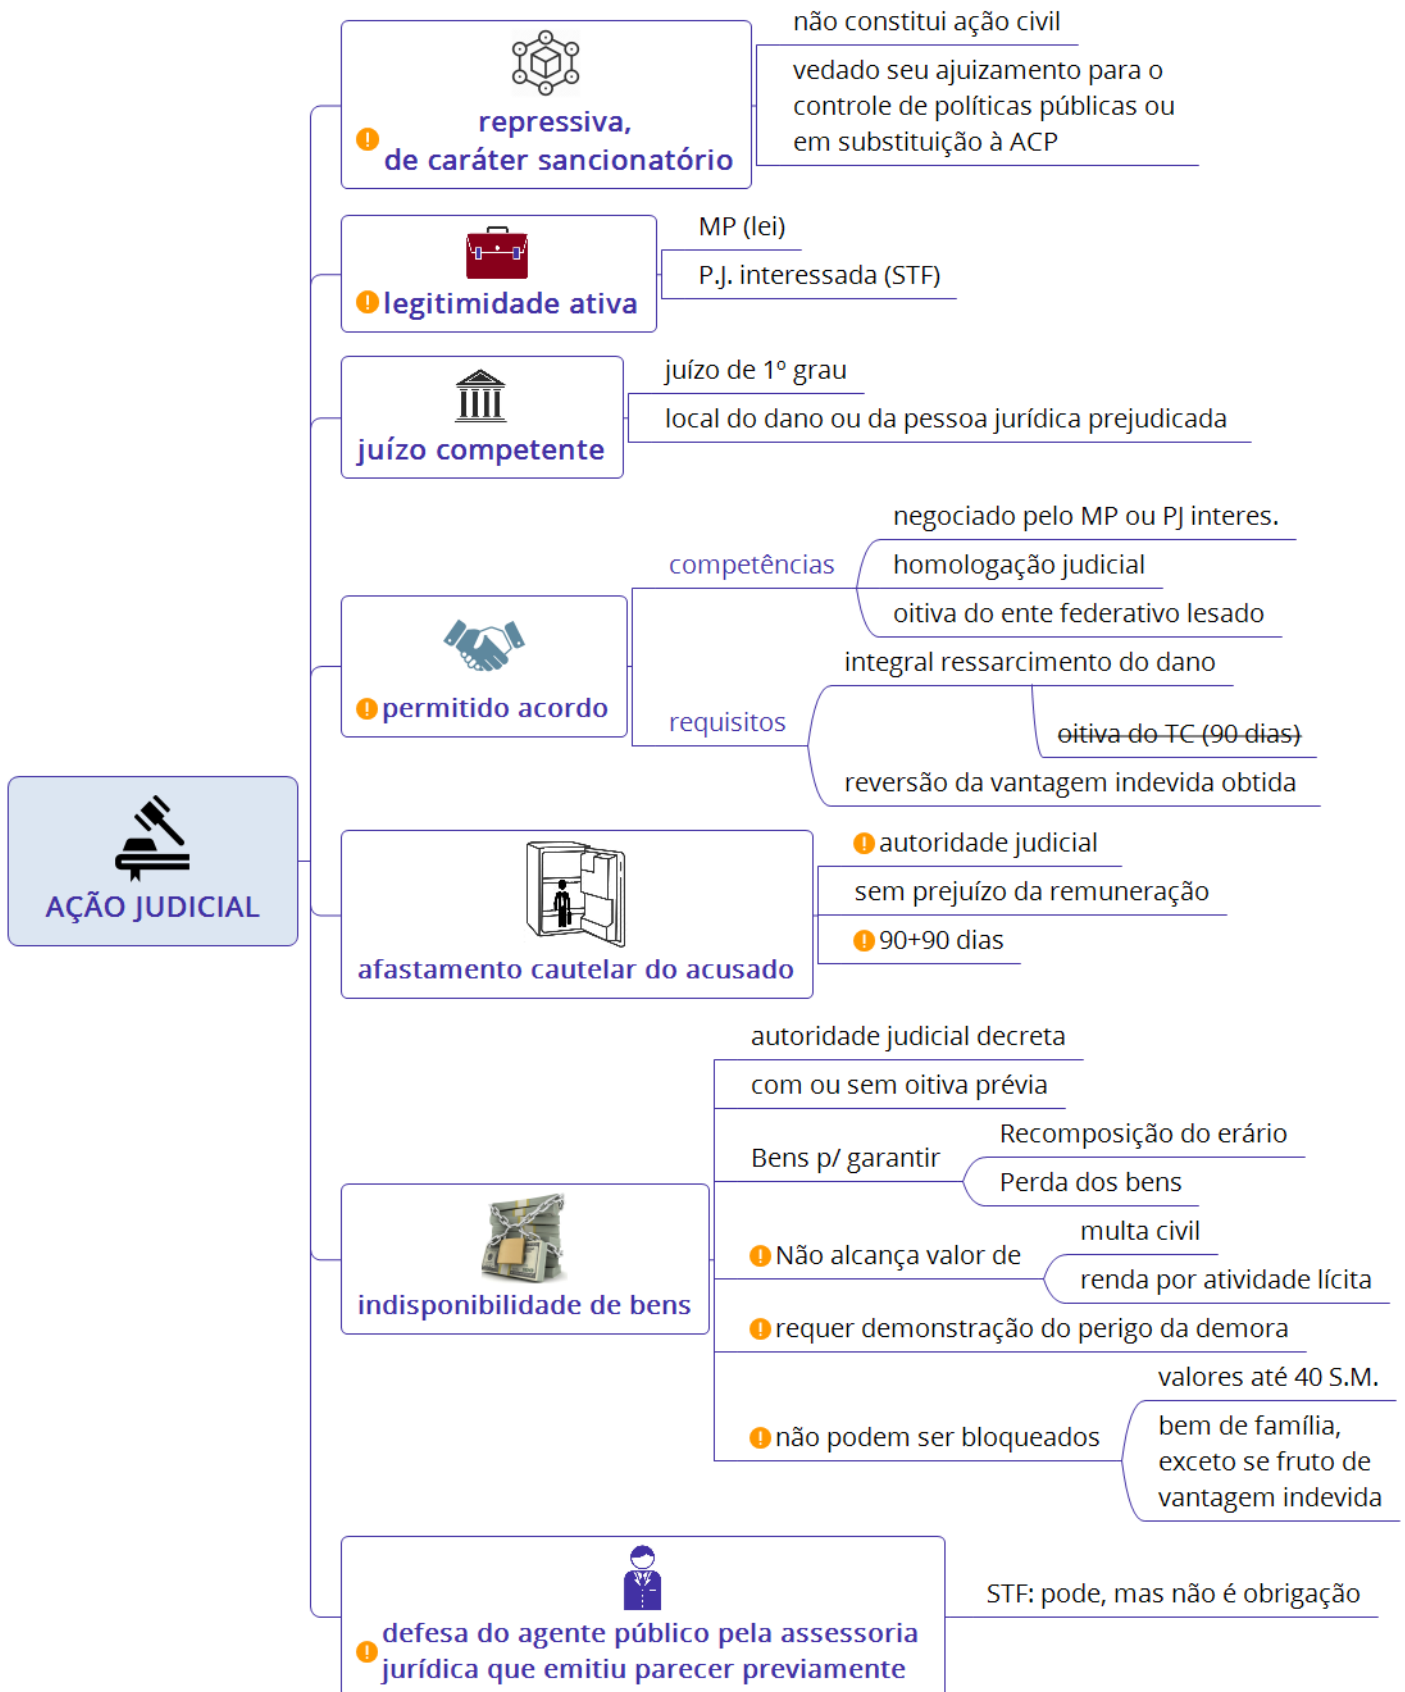 não constitui ação civil
vedado seu ajuizamento para o
controle de políticas públicas ou
em substituição à ACP
repressiva,
de caráter sancionatório
MP (lei)
P.J. interessada (STF)
legitimidade ativa
juízo de 1º grau
local do dano ou da pessoa jurídica prejudicada
juízo competente
negociado pelo MP ou PJ interes.
competências
homologação judicial
oitiva do ente federativo lesado
permitido acordo
integral ressarcimento do dano
requisitos
oitiva do TC (90 dias)
reversão da vantagem indevida obtida
AÇÃO JUDICIAL
autoridade judicial
sem prejuízo da remuneração
90+90 dias
afastamento cautelar do acusado
autoridade judicial decreta
com ou sem oitiva prévia
Bens p/ garantir
Recomposição do erário
Perda dos bens
Não alcança valor de
multa civil
renda por atividade lícita
indisponibilidade de bens
requer demonstração do perigo da demora
não podem ser bloqueados
valores até 40 S.M.
bem de família,
exceto se fruto de
vantagem indevida
STF: pode, mas não é obrigação
defesa do agente público pela assessoria
jurídica que emitiu parecer previamente